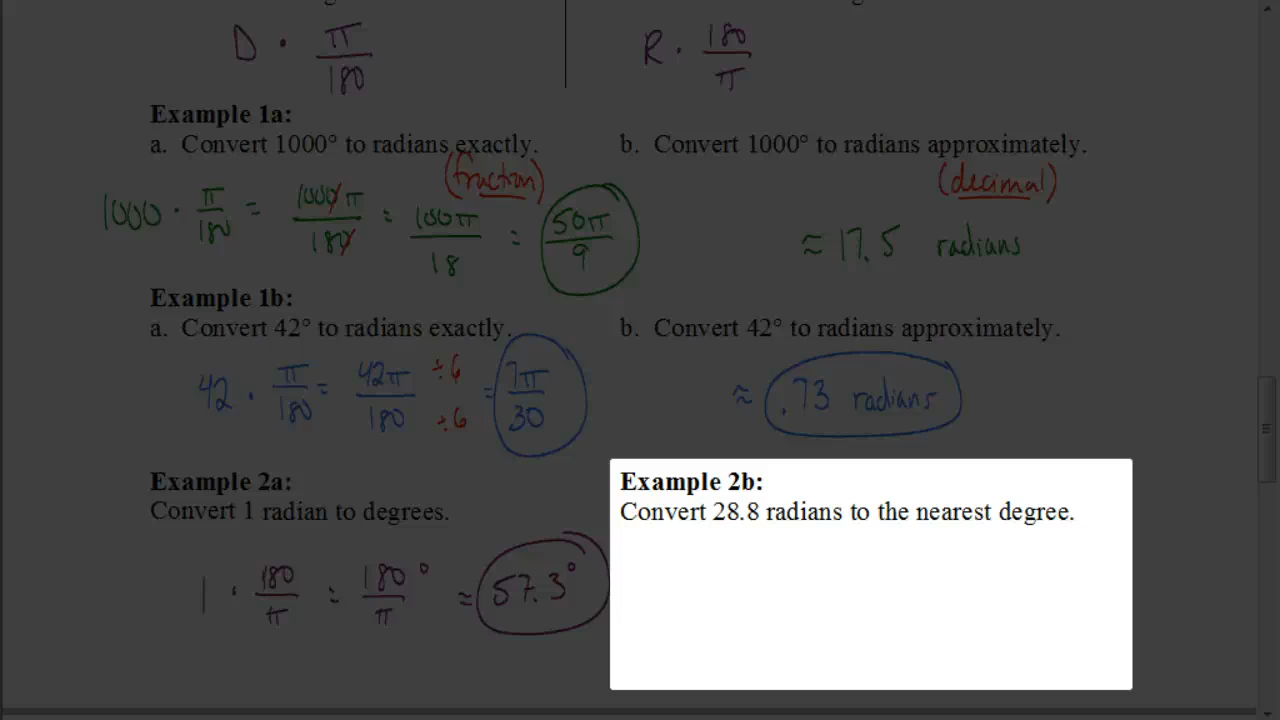 D · π/180
R · 180/π
Example 1a:
a. Convert 1000° to radians exactly.
(fraction)
1000 · π/180 = 1000π/180 = 100π/18 = 50π/9
b. Convert 1000° to radians approximately.
(decimal)
≈ 17.5 radians
Example 1b:
a. Convert 42° to radians exactly.
42 · π/180 = 42π/180 ÷6/÷6 = 7π/30
b. Convert 42° to radians approximately.
≈ .73 radians
Example 2a:
Convert 1 radian to degrees.
1 · 180/π = 180°/π ≈ 57.3°
Example 2b:
Convert 28.8 radians to the nearest degree.